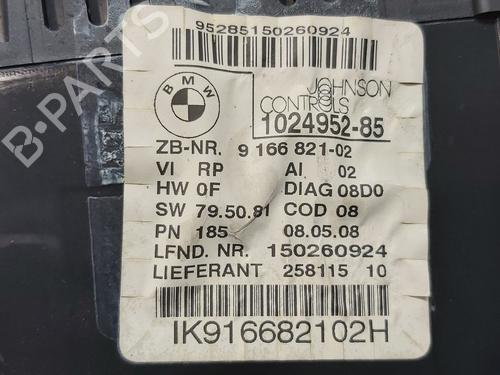 95285150260924
BMW
JOHNSON
CONTROLS
1024952-85
ZB-NR. 9 166 821-02
VI RP AI 02
HW 0F DIAG 08D0
SW 79.50.81 COD 08
PN 185 08.05.08
LFND. NR. 150260924
LIEFERANT 258115 10
IK916682102H
B-PARTS